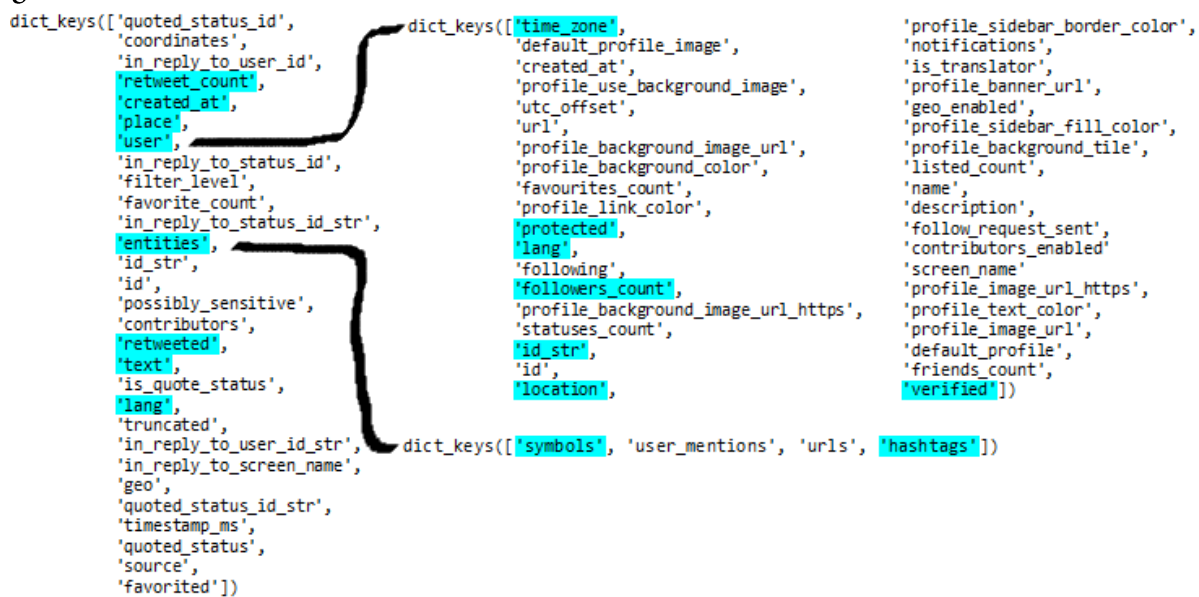 dict_keys(['quoted_status_id',
'coordinates',
'in_reply_to_user_id',
'retweet_count',
'created_at',
'place',
'user',
'in_reply_to_status_id',
'filter_level',
'favorite_count',
'in_reply_to_status_id_str',
'entities',
'id_str',
'id',
'possibly_sensitive',
'contributors',
'retweeted',
'text',
'is_quote_status',
'lang',
'truncated',
'in_reply_to_user_id_str',
'in_reply_to_screen_name',
'geo',
'quoted_status_id_str',
'timestamp_ms',
'quoted_status',
'source',
'favorited'])
dict_keys(['time_zone',
'default_profile_image',
'created_at',
'profile_use_background_image',
'utc_offset',
'url',
'profile_background_image_url',
'profile_background_color',
'favourites_count',
'profile_link_color',
'protected',
'lang',
'following',
'followers_count',
'profile_background_image_url_https',
'statuses_count',
'id_str',
'id',
'location',
'profile_sidebar_border_color',
'notifications',
'is_translator',
'profile_banner_url',
'geo_enabled',
'profile_sidebar_fill_color',
'profile_background_tile',
'listed_count',
'name',
'description',
'follow_request_sent',
'contributors_enabled'
'screen_name'
'profile_image_url_https',
'profile_text_color',
'profile_image_url',
'default_profile',
'friends_count',
'verified'])
dict_keys(['symbols', 'user_mentions', 'urls', 'hashtags'])